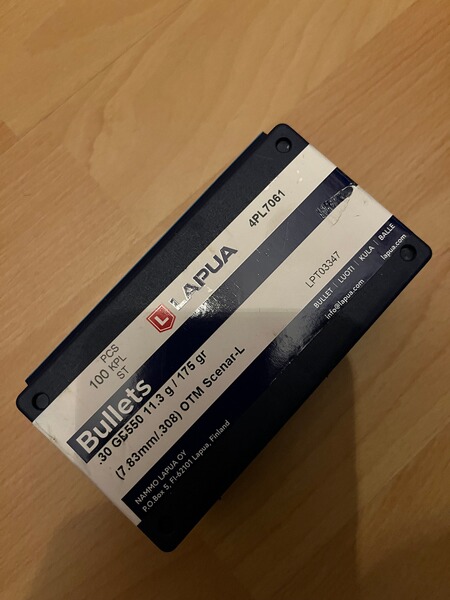 PCS
100 KPL
ST
LAPUA
4PL7061
Bullets
.30 GB550 11.3 g / 175 gr
(7.83mm/.308) OTM Scenar-L
LPT03347
NAMMO LAPUA OY
P.O.Box 5, FI-62101 Lapua, Finland
BULLET | LUOTI | KULA | BALLE
info@lapua.com
lapua.com